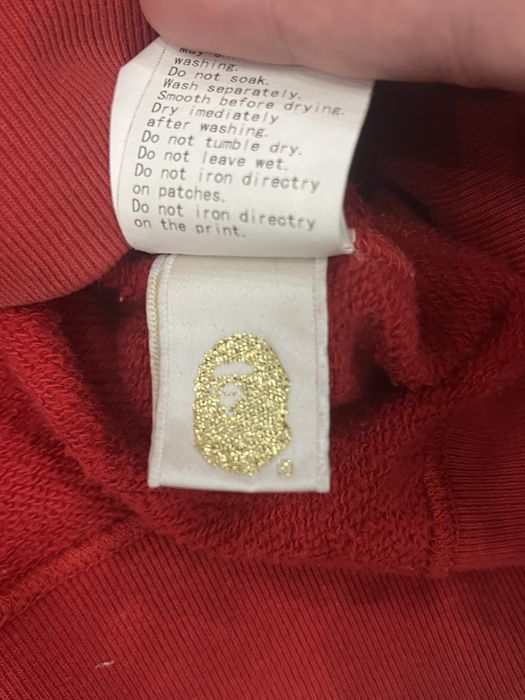 washing.
Do not soak.
Wash separately.
Smooth before drying.
Dry imediately
after washing.
Do not tumble dry.
Do not leave wet.
Do not iron directry
on patches.
Do not iron directry
on the print.